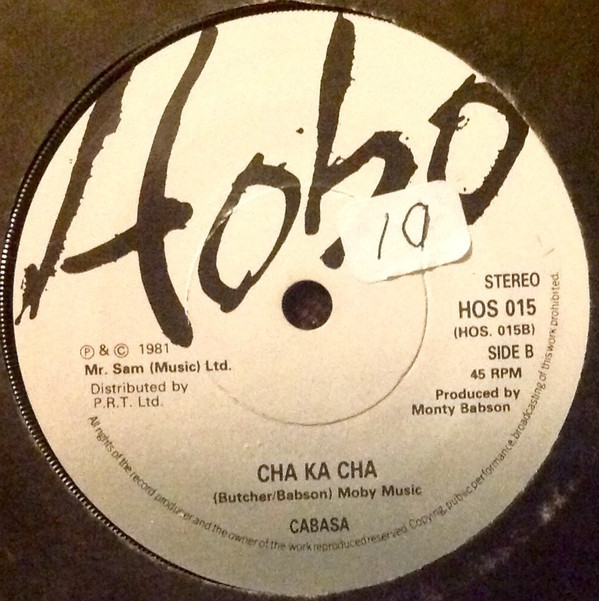 Hobo
10
STEREO
HOS 015
(HOS. 015B)
SIDE B
45 RPM
Produced by
Monty Babson
Ⓟ & © 1981
Mr. Sam (Music) Ltd.
Distributed by
P.R.T. Ltd.
CHA KA CHA
(Butcher/Babson) Moby Music
CABASA
All rights of the record producer and the owner of the work reproduced reserved. Copying, public performance, broadcasting of this work prohibited.